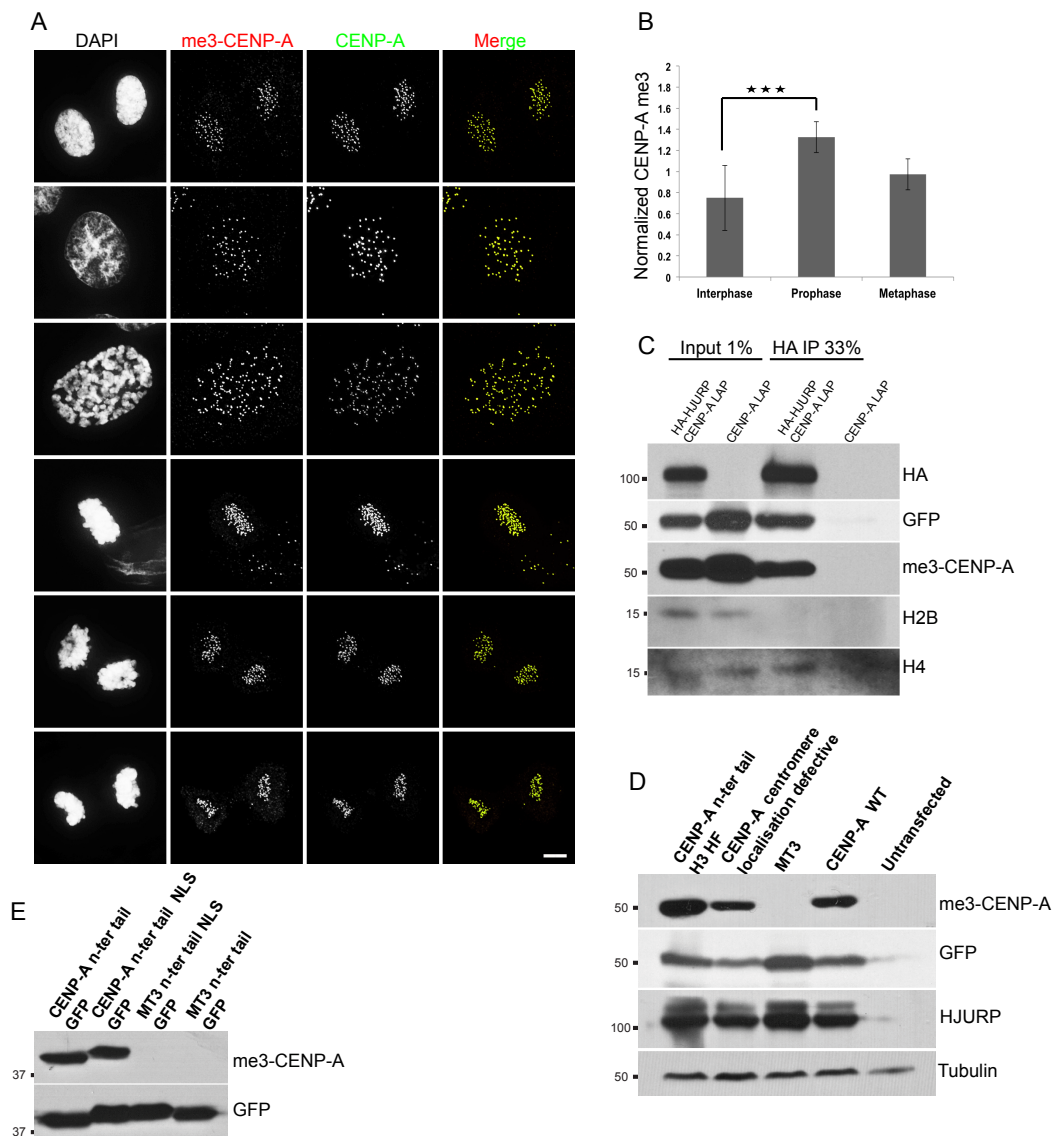 A
DAPI
me3-CENP-A
CENP-A
Merge
B
Normalized CENP-A me3
2
1.8
1.6
1.4
1.2
1
0.8
0.6
0.4
0.2
0
★★★
Interphase
Prophase
Metaphase
C
Input 1%
HA IP 33%
HA-HJURP
CENP-A LAP
CENP-A LAP
HA-HJURP
CENP-A LAP
CENP-A LAP
100
HA
50
GFP
50
me3-CENP-A
15
H2B
15
H4
D
CENP-A n-ter tail
H3 HF
CENP-A centromere
localisation defective
MT3
CENP-A WT
Untransfected
50
me3-CENP-A
GFP
100
HJURP
50
Tubulin
E
CENP-A n-ter tail
GFP
CENP-A n-ter tail NLS
GFP
MT3 n-ter tail NLS
GFP
MT3 n-ter tail
GFP
37
me3-CENP-A
37
GFP